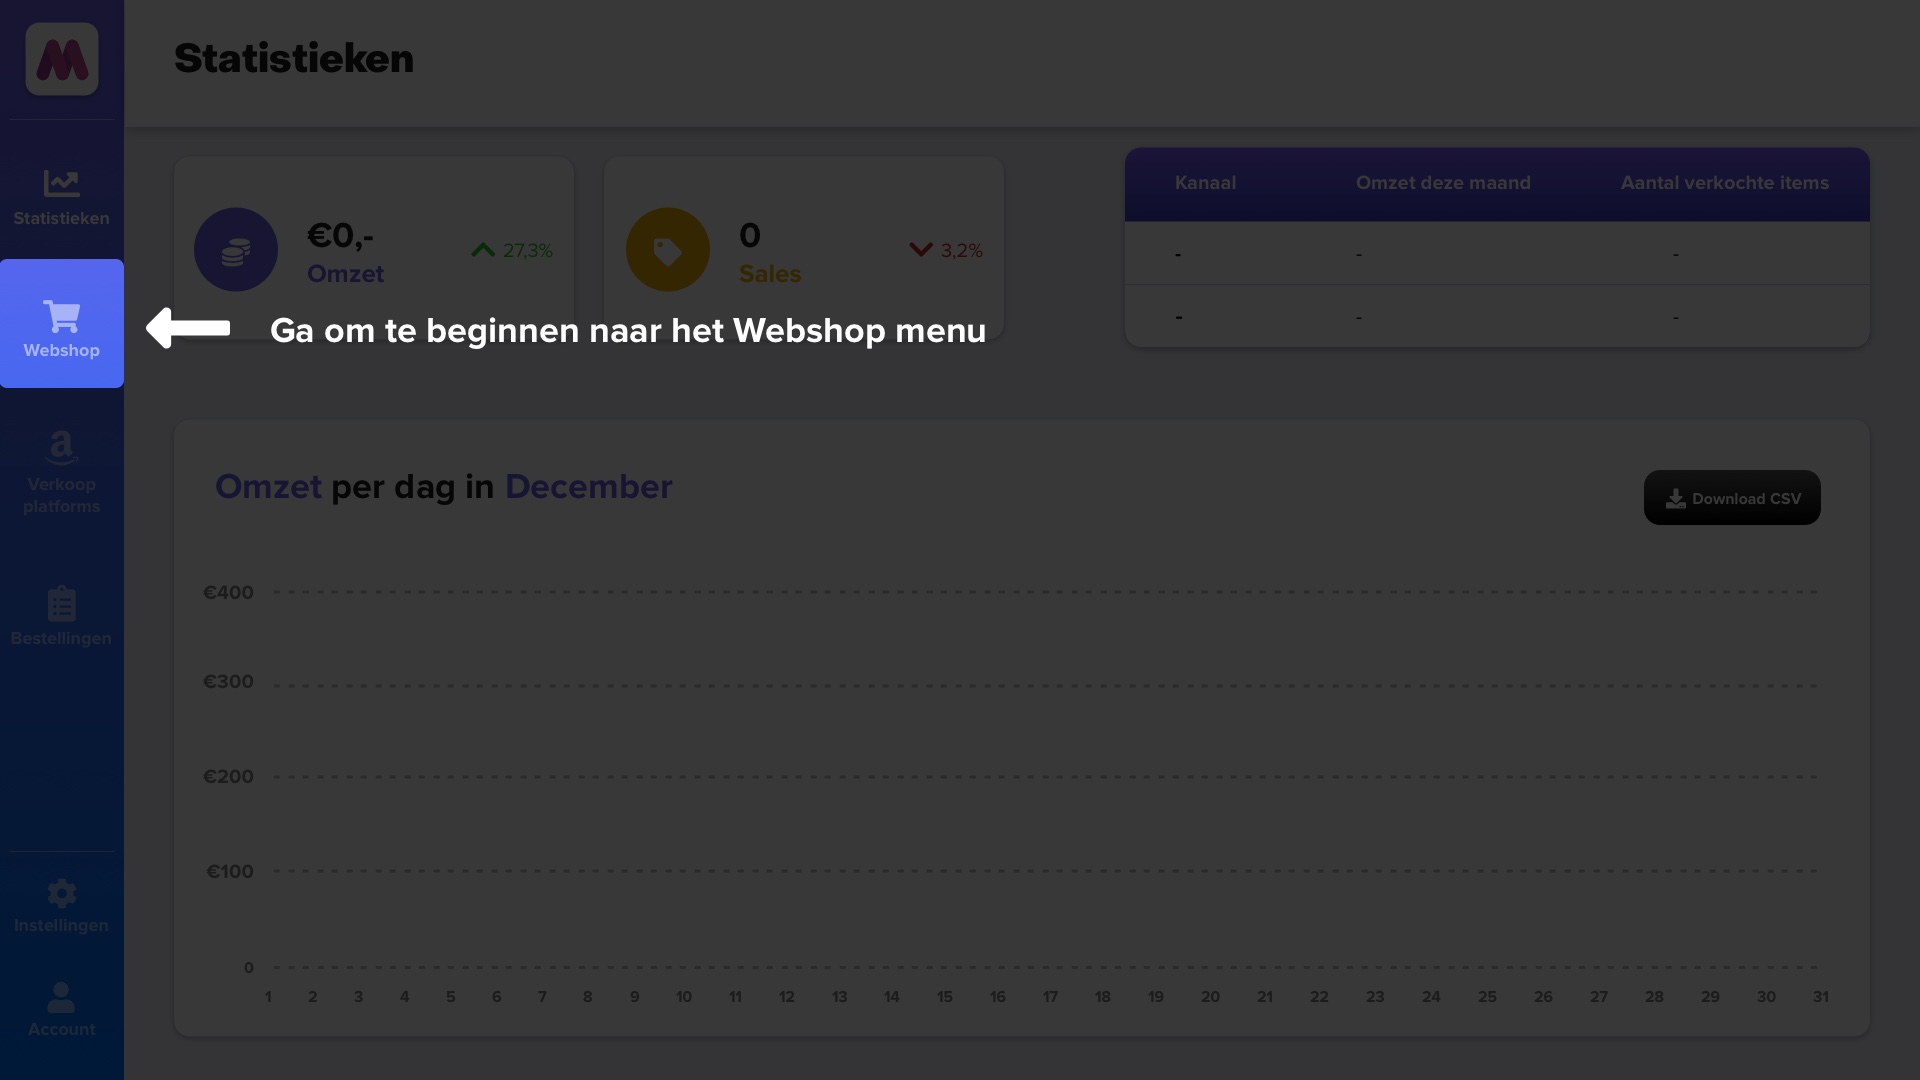 Statistieken
Statistieken
Webshop
Verkoop
platforms
Bestellingen
Instellingen
Account
€0,-
Omzet
27,3%
0
Sales
3,2%
Kanaal Omzet deze maand Aantal verkochte items
- - -
- - -
Ga om te beginnen naar het Webshop menu
Omzet per dag in December
Download CSV
€400
€300
€200
€100
0
1 2 3 4 5 6 7 8 9 10 11 12 13 14 15 16 17 18 19 20 21 22 23 24 25 26 27 28 29 30 31